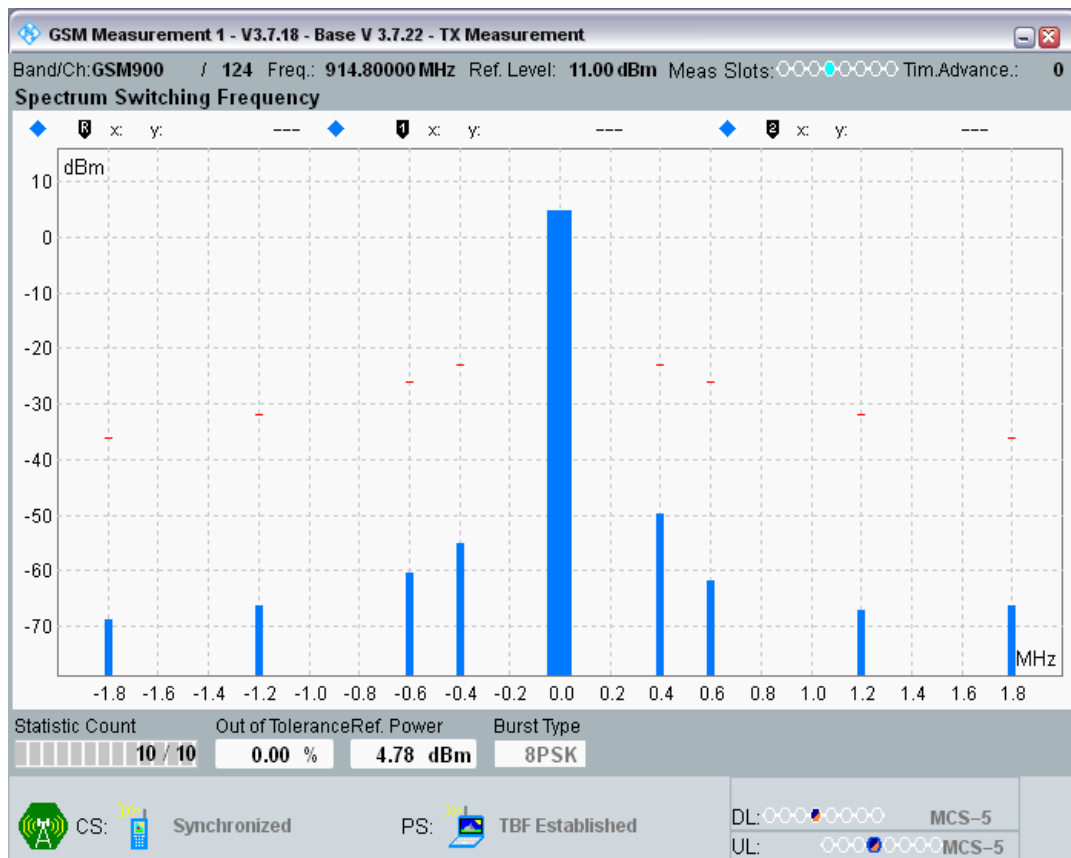 GSM Measurement 1 - V3.7.18 - Base V 3.7.22 - TX Measurement
Band/Ch:GSM900 / 124 Freq.: 914.80000 MHz Ref. Level: 11.00 dBm Meas Slots: Tim.Advance.: 0
Spectrum Switching Frequency
R x: y: --- 1 x: y: --- 2 x: y: ---
dBm
10
0
-10
-20
-30
-40
-50
-60
-70
MHz
-1.8 -1.6 -1.4 -1.2 -1.0 -0.8 -0.6 -0.4 -0.2 0.0 0.2 0.4 0.6 0.8 1.0 1.2 1.4 1.6 1.8
Statistic Count Out of Tolerance Ref. Power Burst Type
10 / 10 0.00 % 4.78 dBm 8PSK
CS: Synchronized PS: TBF Established
DL: MCS-5
UL: MCS-5